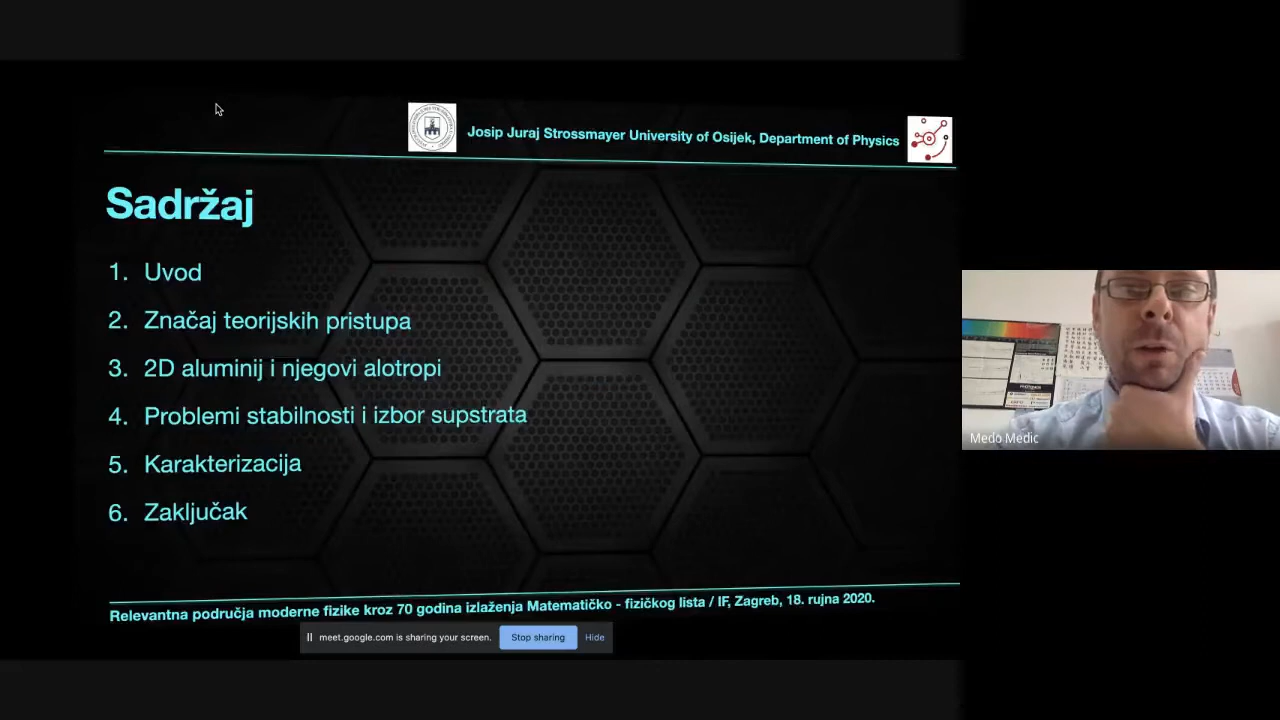 Josip Juraj Strossmayer University of Osijek, Department of Physics
Sadržaj
1. Uvod
2. Značaj teorijskih pristupa
3. 2D aluminij i njegovi alotropi
4. Problemi stabilnosti i izbor supstrata
5. Karakterizacija
6. Zaključak
Relevantna područja moderne fizike kroz 70 godina izlaženja Matematičko - fizičkog lista / IF, Zagreb, 18. rujna 2020.
meet.google.com is sharing your screen. Stop sharing Hide
Medo Medic